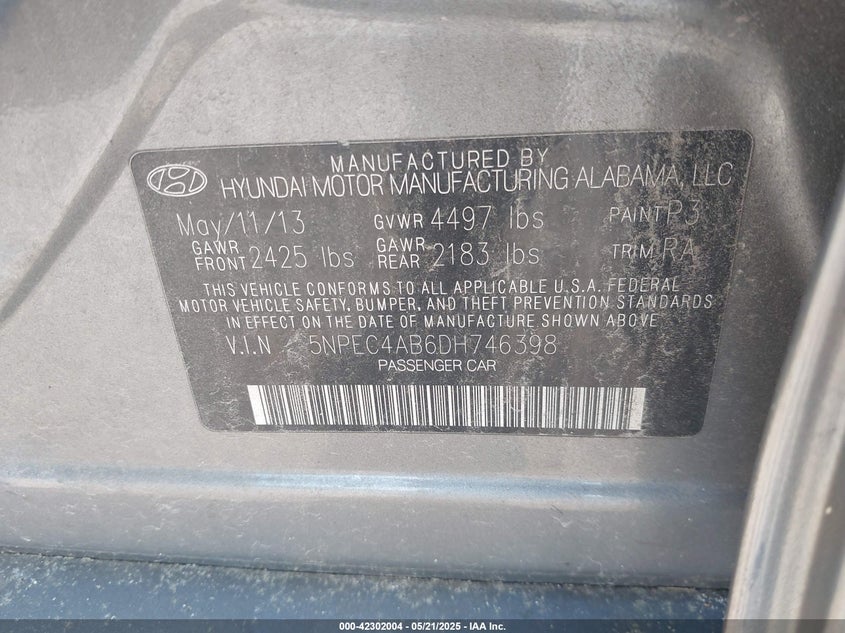 MANUFACTURED BY
HYUNDAI MOTOR MANUFACTURING ALABAMA, LLC
May/11/13 GVWR 4497 lbs PAINT P3
GAWR FRONT 2425 lbs GAWR REAR 2183 lbs TRIM RA
THIS VEHICLE CONFORMS TO ALL APPLICABLE U.S.A. FEDERAL
MOTOR VEHICLE SAFETY, BUMPER, AND THEFT PREVENTION STANDARDS
IN EFFECT ON THE DATE OF MANUFACTURE SHOWN ABOVE
V.I.N 5NPEC4AB6DH746398
PASSENGER CAR
000-42302004 - 05/21/2025 - IAA Inc.